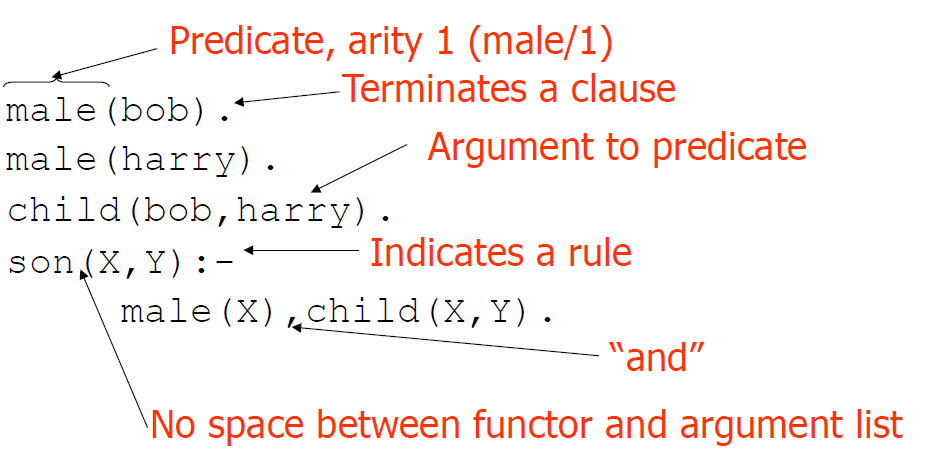 Predicate, arity 1 (male/1)
male(bob).
Terminates a clause
male(harry).
Argument to predicate
child(bob,harry).
son(X,Y):-
Indicates a rule
male(X),child(X,Y).
“and”
No space between functor and argument list